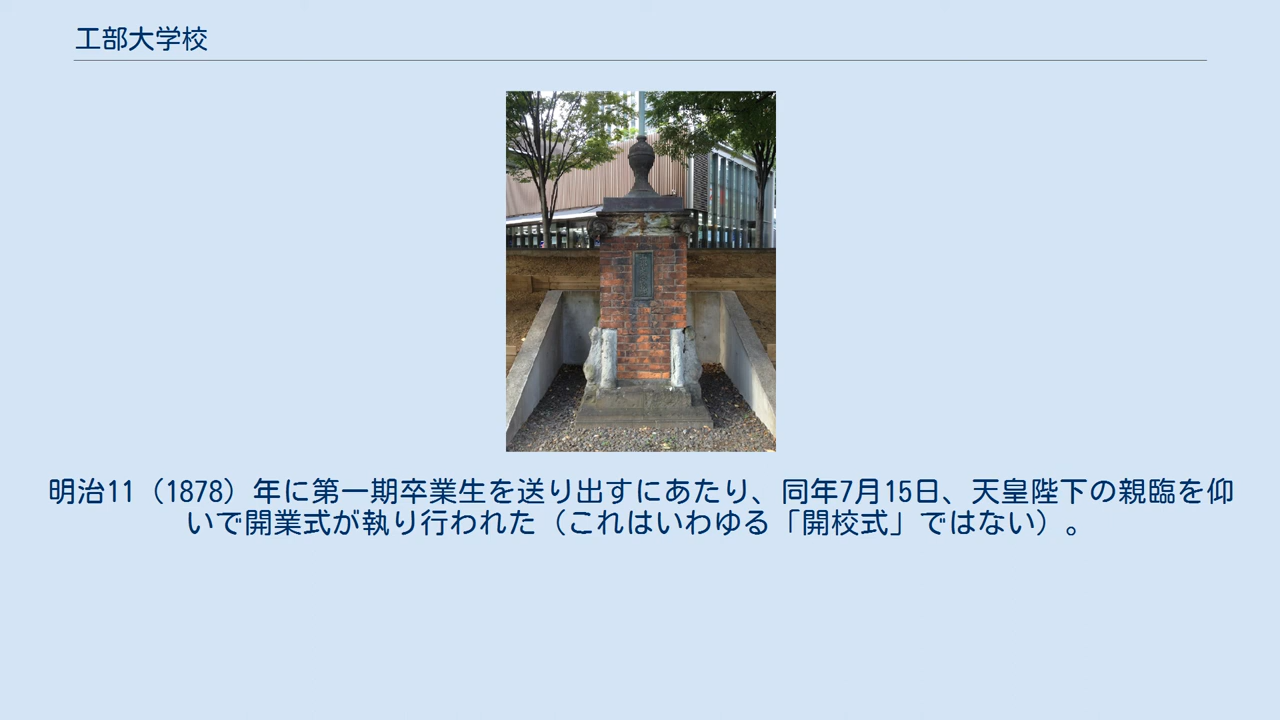 工部大学校
明治11（1878）年に第一期卒業生を送り出すにあたり、同年7月15日、天皇陛下の親臨を仰
いで開業式が執り行われた（これはいわゆる「開校式」ではない）。